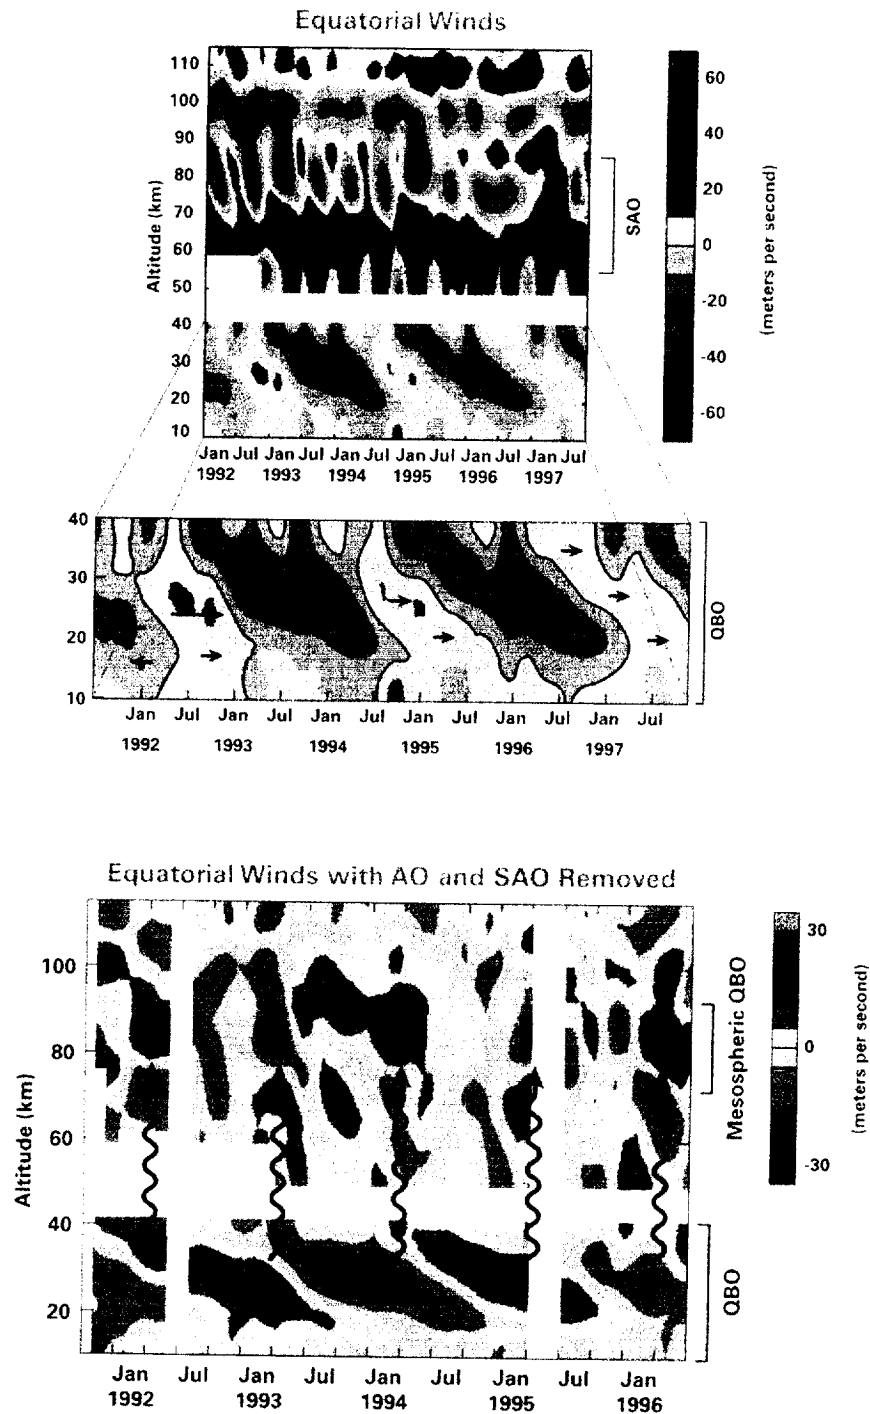 Equatorial Winds
110
100
90
80
70
60
50
40
30
20
10
Altitude (km)
SAO
60
40
20
0
-20
-40
-60
(meters per second)
Jan Jul Jan Jul Jan Jul Jan Jul Jan Jul Jan Jul
1992 1993 1994 1995 1996 1997
40
30
20
10
QBO
Jan Jul Jan Jul Jan Jul Jan Jul Jan Jul Jan Jul
1992 1993 1994 1995 1996 1997
Equatorial Winds with AO and SAO Removed
100
80
60
40
20
Altitude (km)
Mesospheric QBO
QBO
30
0
-30
(meters per second)
Jan Jul Jan Jul Jan Jul Jan Jul Jan
1992 1993 1994 1995 1996